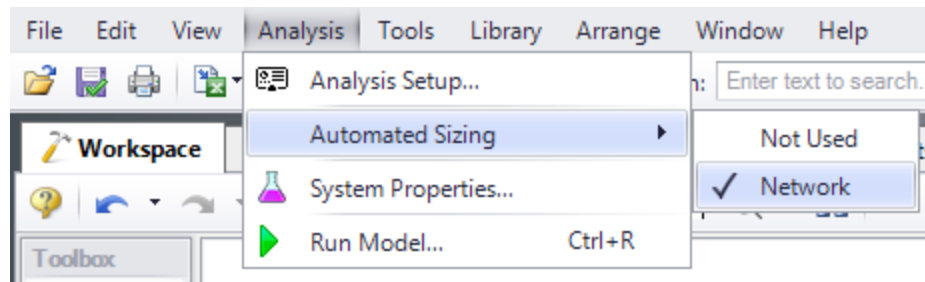 File Edit View Analysis Tools Library Arrange Window Help
Analysis Setup...
Enter text to search.
Automated Sizing
Not Used
Workspace
System Properties...
Network
Run Model... Ctrl+R
Toolbox